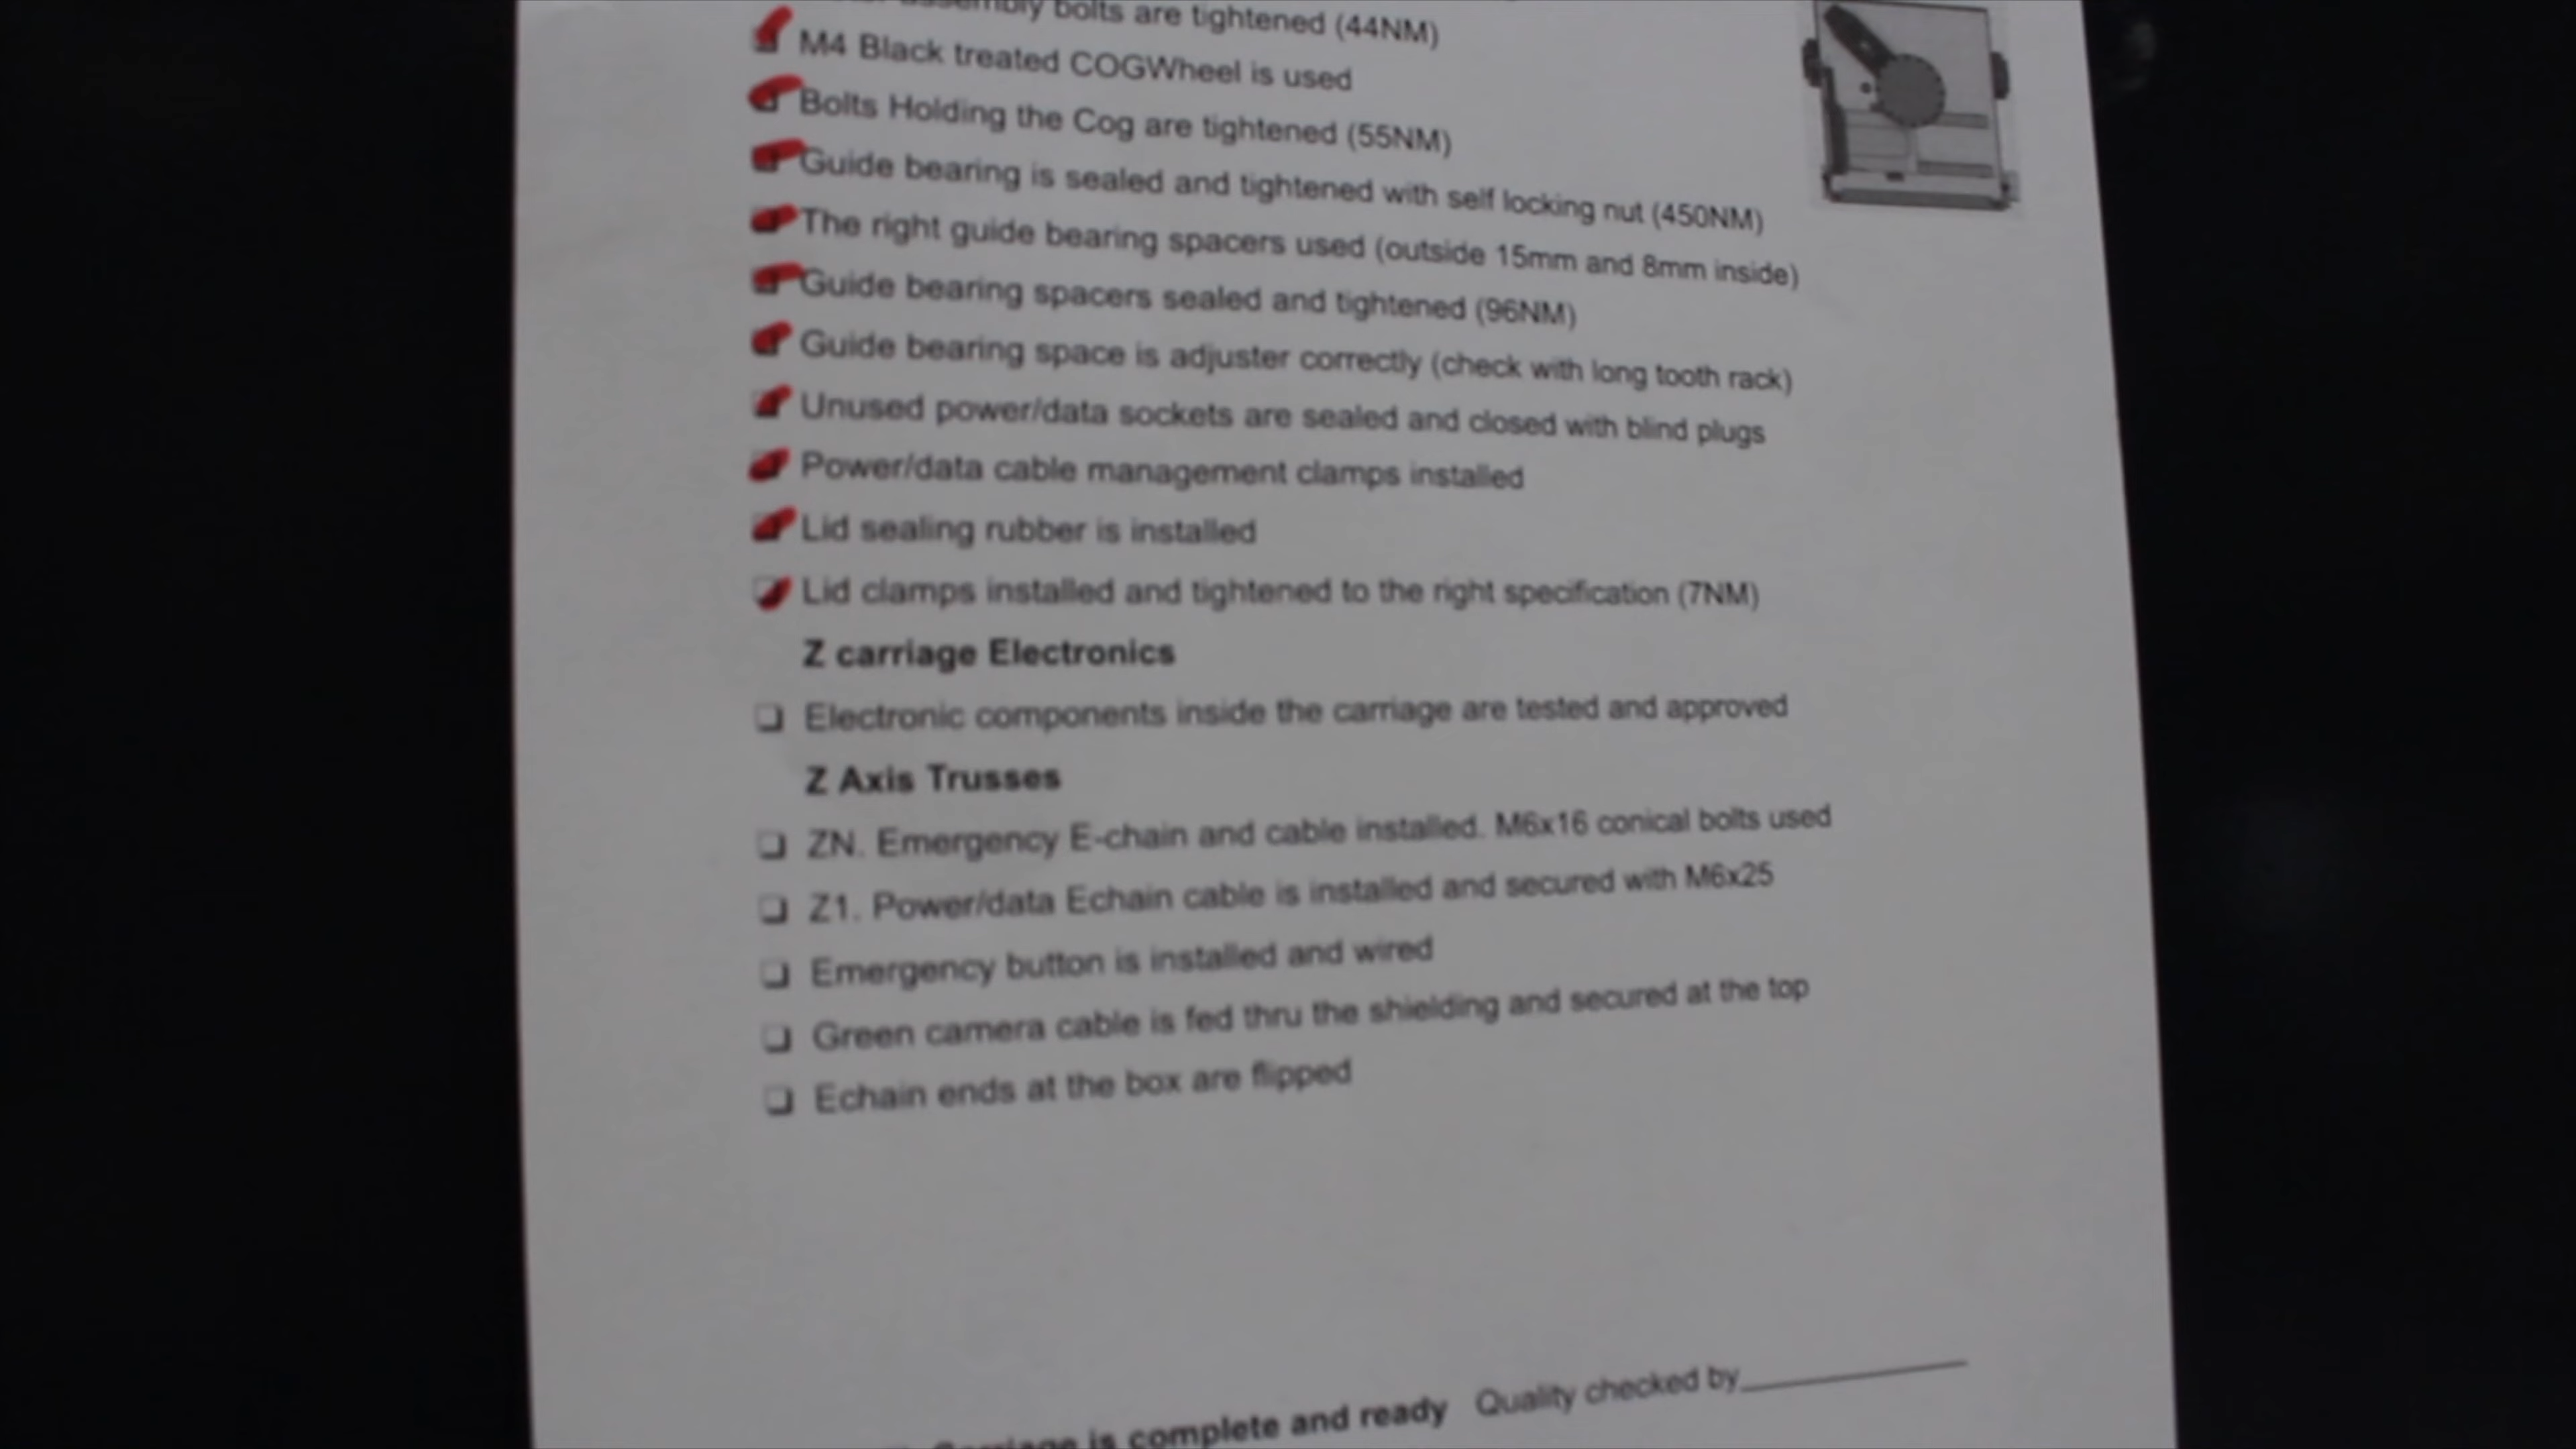 assembly bolts are tightened (44NM)
M4 Black treated COGWheel is used
Bolts Holding the Cog are tightened (55NM)
Guide bearing is sealed and tightened with self locking nut (450NM)
The right guide bearing spacers used (outside 15mm and 8mm inside)
Guide bearing spacers sealed and tightened (96NM)
Guide bearing space is adjuster correctly (check with long tooth rack)
Unused power/data sockets are sealed and closed with blind plugs
Power/data cable management clamps installed
Lid sealing rubber is installed
Lid clamps installed and tightened to the right specification (7NM)
Z carriage Electronics
Electronic components inside the carriage are tested and approved
Z Axis Trusses
ZN. Emergency E-chain and cable installed. M6x16 conical bolts used
Z1. Power/data Echain cable is installed and secured with M6x25
Emergency button is installed and wired
Green camera cable is fed thru the shielding and secured at the top
Echain ends at the box are flipped
Carriage is complete and ready Quality checked by